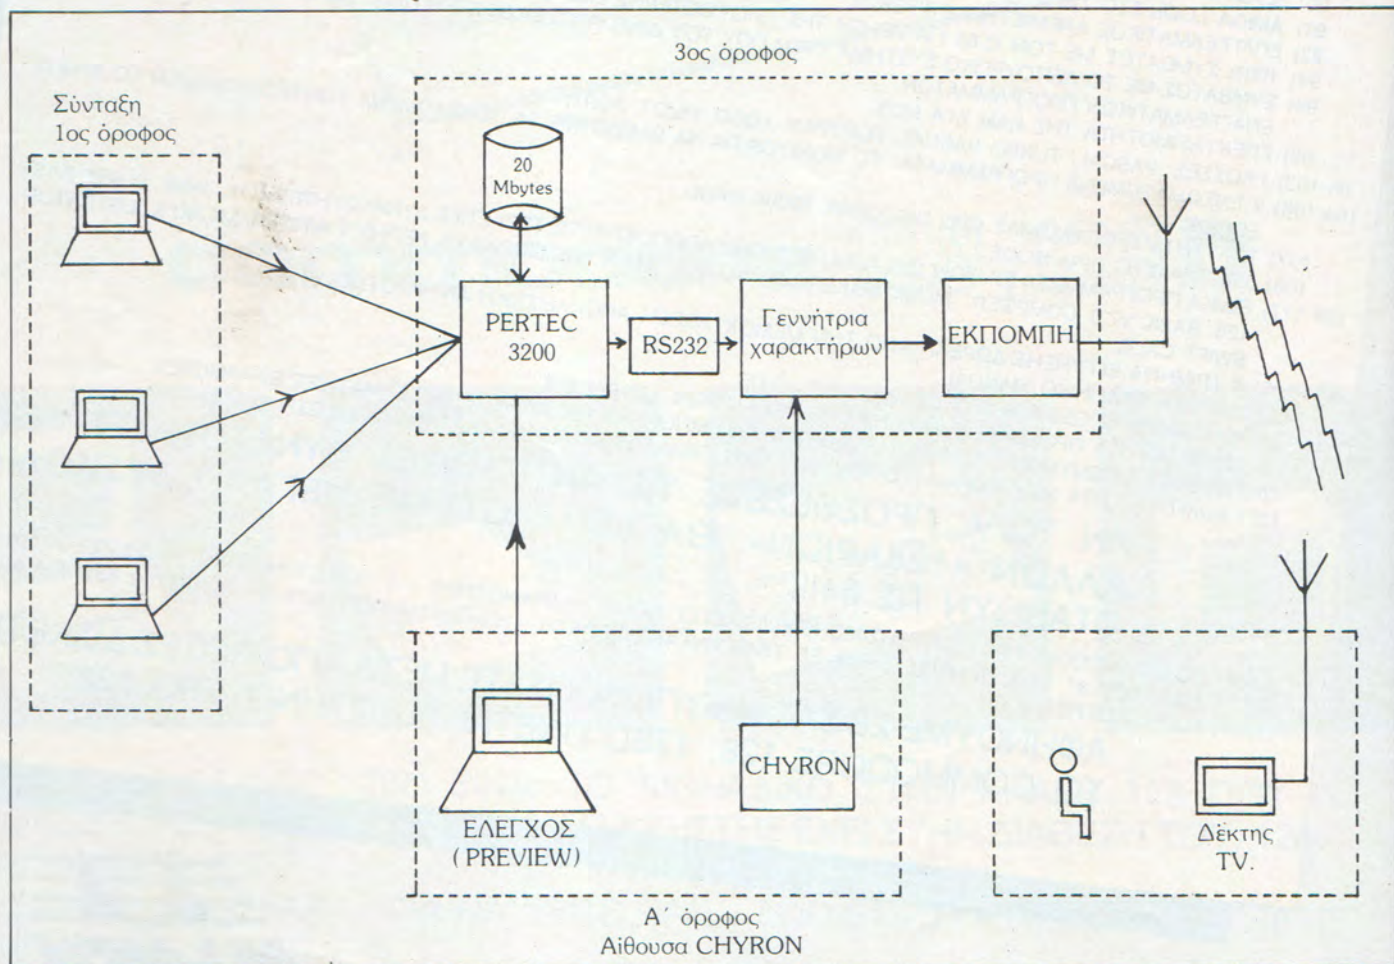 3ος όροφος
Σύνταξη
1ος όροφος
20
Mbytes
PERTEC
3200
RS232
Γεννήτρια
χαρακτήρων
ΕΚΠΟΜΠΗ
ΕΛΕΓΧΟΣ
(PREVIEW)
CHYRON
Δέκτης
TV.
Α΄ όροφος
Αίθουσα CHYRON